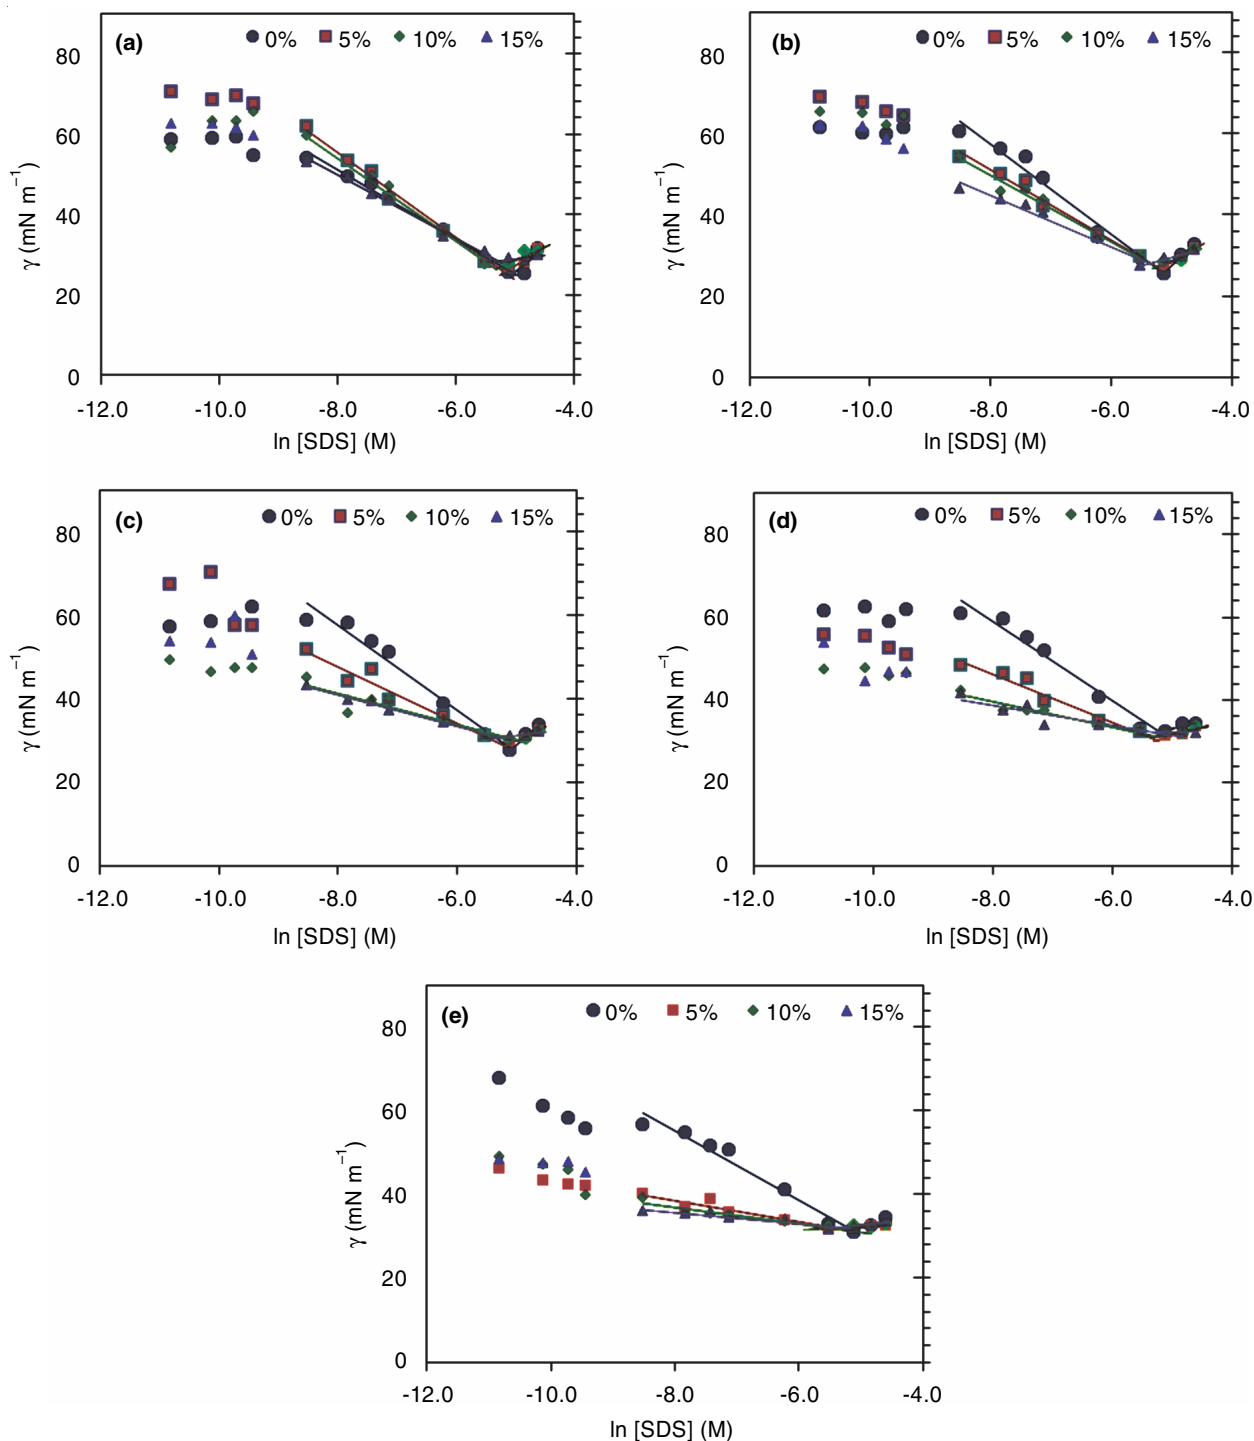 (a) 0% 5% 10% 15%
80
60
40
20
0
γ (mN m⁻¹)
-12.0 -10.0 -8.0 -6.0 -4.0
ln [SDS] (M)
(b) 0% 5% 10% 15%
80
60
40
20
0
γ (mN m⁻¹)
-12.0 -10.0 -8.0 -6.0 -4.0
ln [SDS] (M)
(c) 0% 5% 10% 15%
80
60
40
20
0
γ (mN m⁻¹)
-12.0 -10.0 -8.0 -6.0 -4.0
ln [SDS] (M)
(d) 0% 5% 10% 15%
80
60
40
20
0
γ (mN m⁻¹)
-12.0 -10.0 -8.0 -6.0 -4.0
ln [SDS] (M)
(e) 0% 5% 10% 15%
80
60
40
20
0
γ (mN m⁻¹)
-12.0 -10.0 -8.0 -6.0 -4.0
ln [SDS] (M)